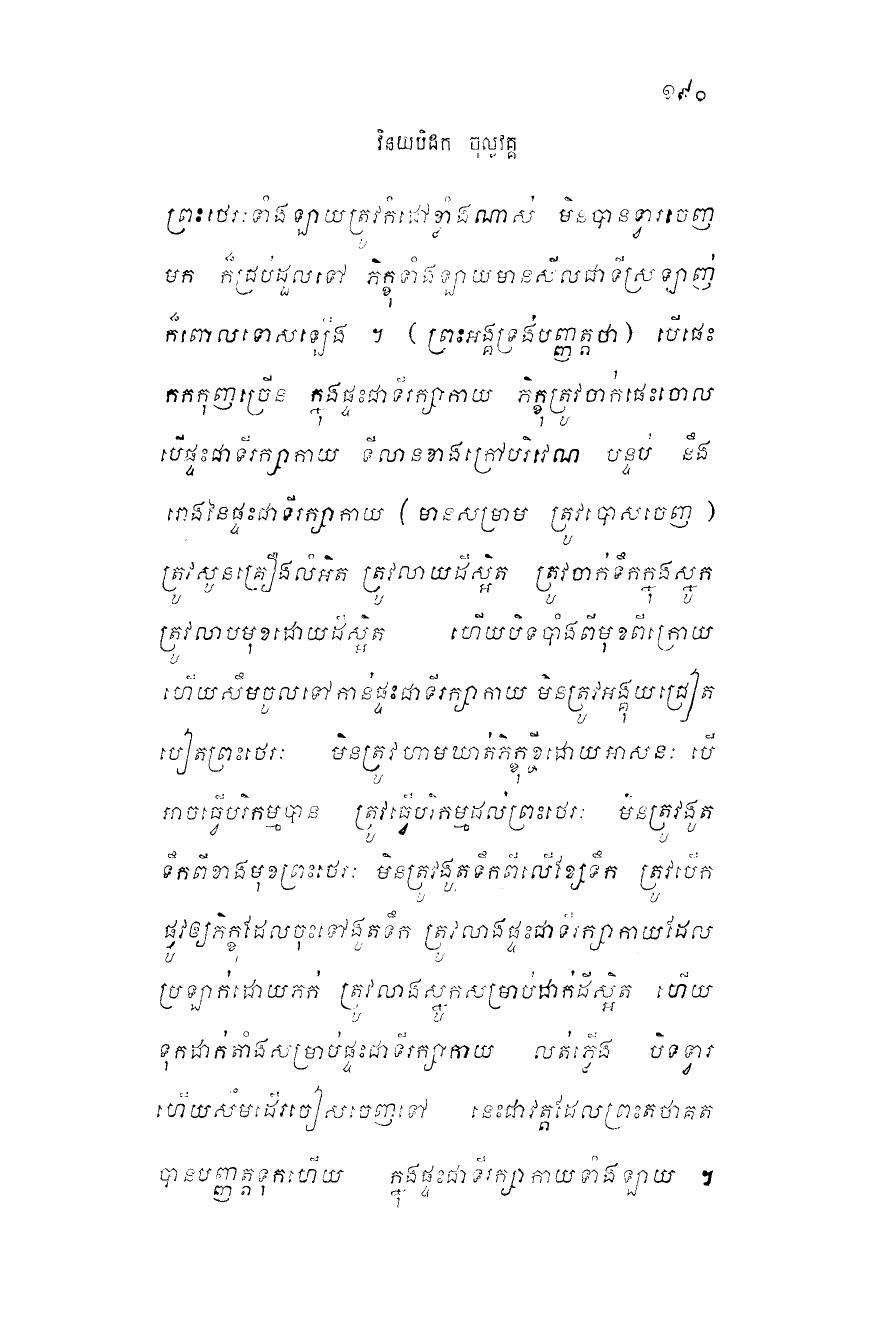 ១៩០
វិនយបិដក ចុល្លវគ្គ
ព្រះថេរៈទាំងឡាយត្រូវកំដៅខ្លាំងណាស់ មិនបានទ្វារចេញ
មក ក៏ដ្រប់ដួលទៅ ភិក្ខុទាំងឡាយមានសីលជាទីស្រឡាញ់
ក៏ពោលទោសឡើង ។ (ព្រះអង្គទ្រង់បញ្ញត្តថា) បើផេះ
កកកុញច្រើន ក្នុងផ្ទះជាទីរក្សាកាយ ភិក្ខុត្រូវចាក់ផេះចោល
បើផ្ទះជាទីរក្សាកាយ ទីលានខាងក្រៅបរិវេណ បន្ទប់ នឹង
រោងនៃផ្ទះជាទីរក្សាកាយ (មានសម្រាម ត្រូវបោសចេញ)
ត្រូវសូនគ្រឿងលំអិត ត្រូវលាយដីស្អិត ត្រូវចាក់ទឹកក្នុងស្នូក
ត្រូវលាបមុខដោយដីស្អិត ហើយបិទបាំងពីមុខពីក្រោយ
ហើយសឹមចូលទៅកាន់ផ្ទះជាទីរក្សាកាយ មិនត្រូវអង្គុយជ្រៀត
បៀតព្រះថេរៈ មិនត្រូវហាមឃាត់ភិក្ខុខ្ចីដោយអាសនៈ បើ
អាចធ្វើបរិកម្មបាន ត្រូវធ្វើបរិកម្មដល់ព្រះថេរៈ មិនត្រូវងូត
ទឹកពីខាងមុខព្រះថេរៈ មិនត្រូវងូតទឹកពីលើខ្សែទឹក ត្រូវបើក
ផ្លូវឲ្យភិក្ខុដែលចុះទៅងូតទឹក ត្រូវលាងផ្ទះជាទីរក្សាកាយដែល
ប្រឡាក់ដោយភក់ ត្រូវលាងស្នូកសម្រាប់ដាក់ដីស្អិត ហើយ
ទុកដាក់តាំងសម្រាប់ផ្ទះជាទីរក្សាកាយ លត់ភ្លើង បិទទ្វារ
ហើយសឹមដើរចៀសចេញទៅ នេះជាវត្តដែលព្រះតថាគត
បានបញ្ញត្តទុកហើយ ក្នុងផ្ទះជាទីរក្សាកាយទាំងឡាយ ។